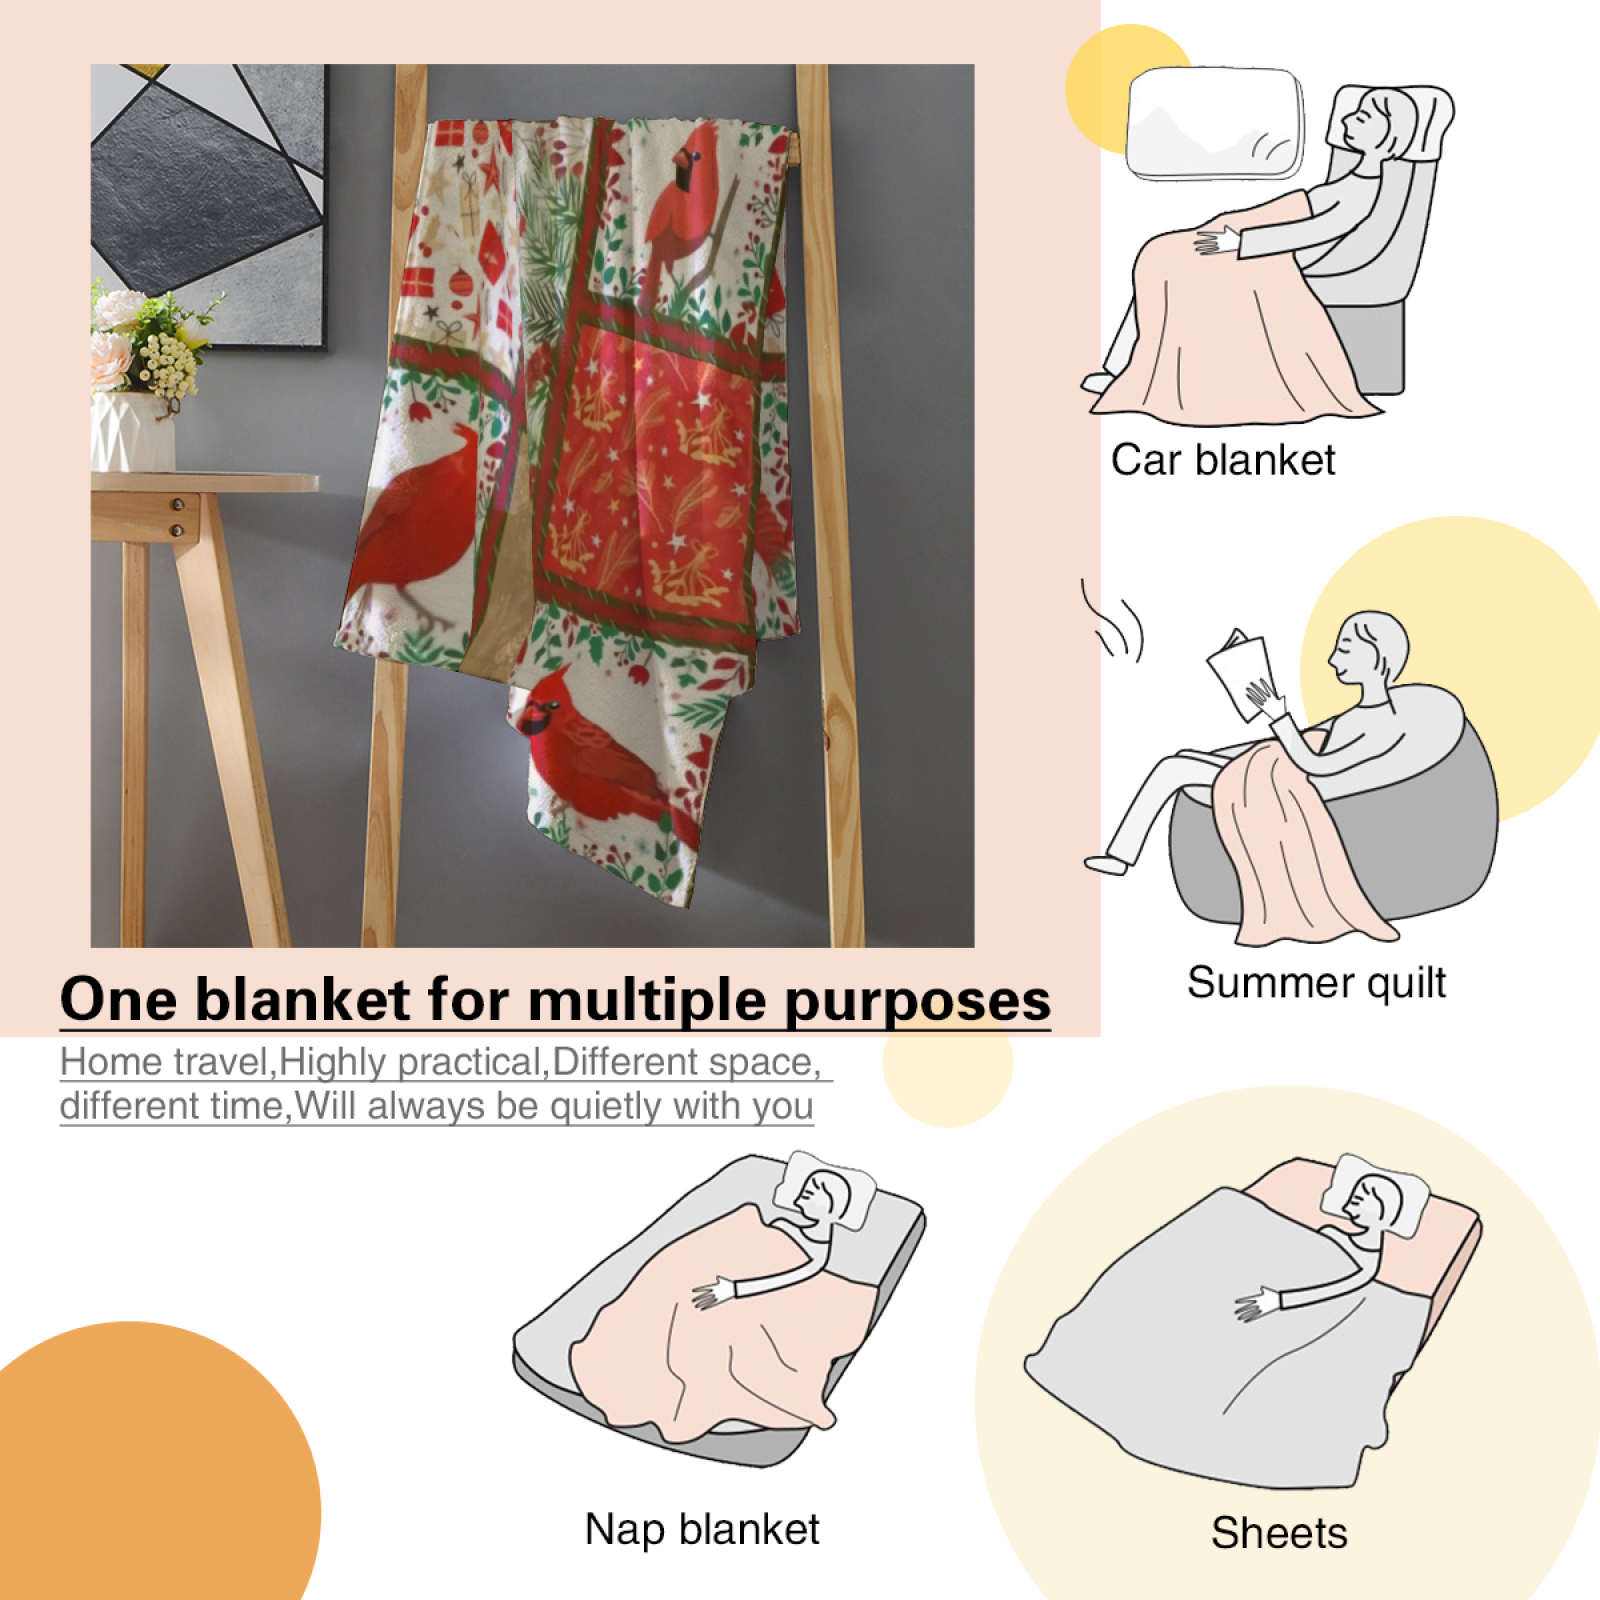 Car blanket
Summer quilt
One blanket for multiple purposes
Home travel,Highly practical,Different space,
different time,Will always be quietly with you
Nap blanket
Sheets